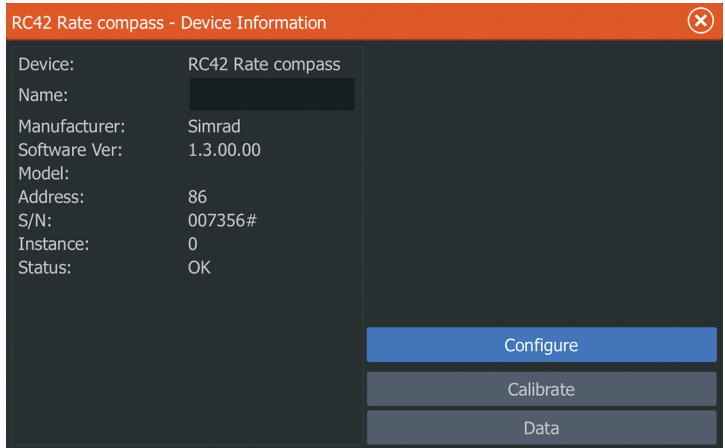 RC42 Rate compass - Device Information
Device: RC42 Rate compass
Name:
Manufacturer: Simrad
Software Ver: 1.3.00.00
Model:
Address: 86
S/N: 007356#
Instance: 0
Status: OK
Configure
Calibrate
Data